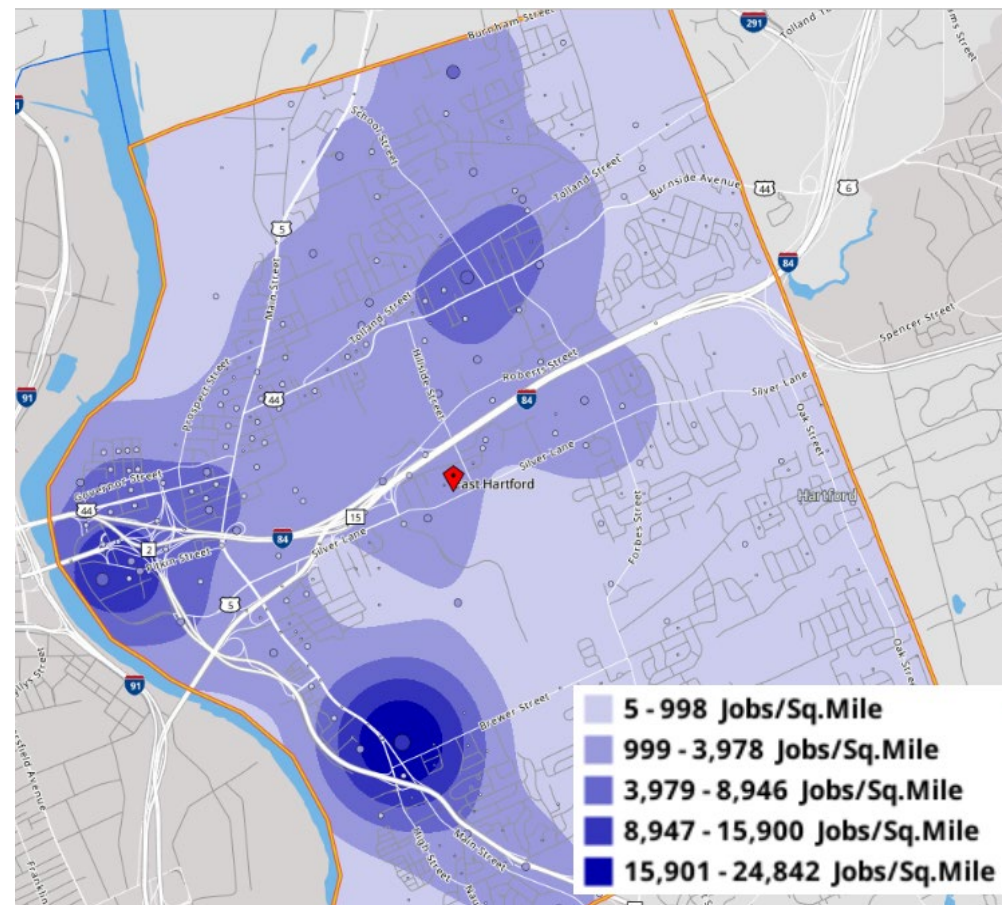 Burnham Street
291
Tolland
School Street
Tolland Street
Burnside Avenue
44
6
5
Main Street
84
Spencer Street
Tolland Street
Hillside Street
Roberts Street
Prospect Street
91
44
84
Silver Lane
Oak Street
Silver Lane
East Hartford
Hartford
Governor Street
44
15
2
84
Silver Lane
Pitkin Street
Forbes Street
5
Oak Street
91
Brewer Street
Main Street
High Street
Franklin
5 - 998 Jobs/Sq.Mile
999 - 3,978 Jobs/Sq.Mile
3,979 - 8,946 Jobs/Sq.Mile
8,947 - 15,900 Jobs/Sq.Mile
15,901 - 24,842 Jobs/Sq.Mile